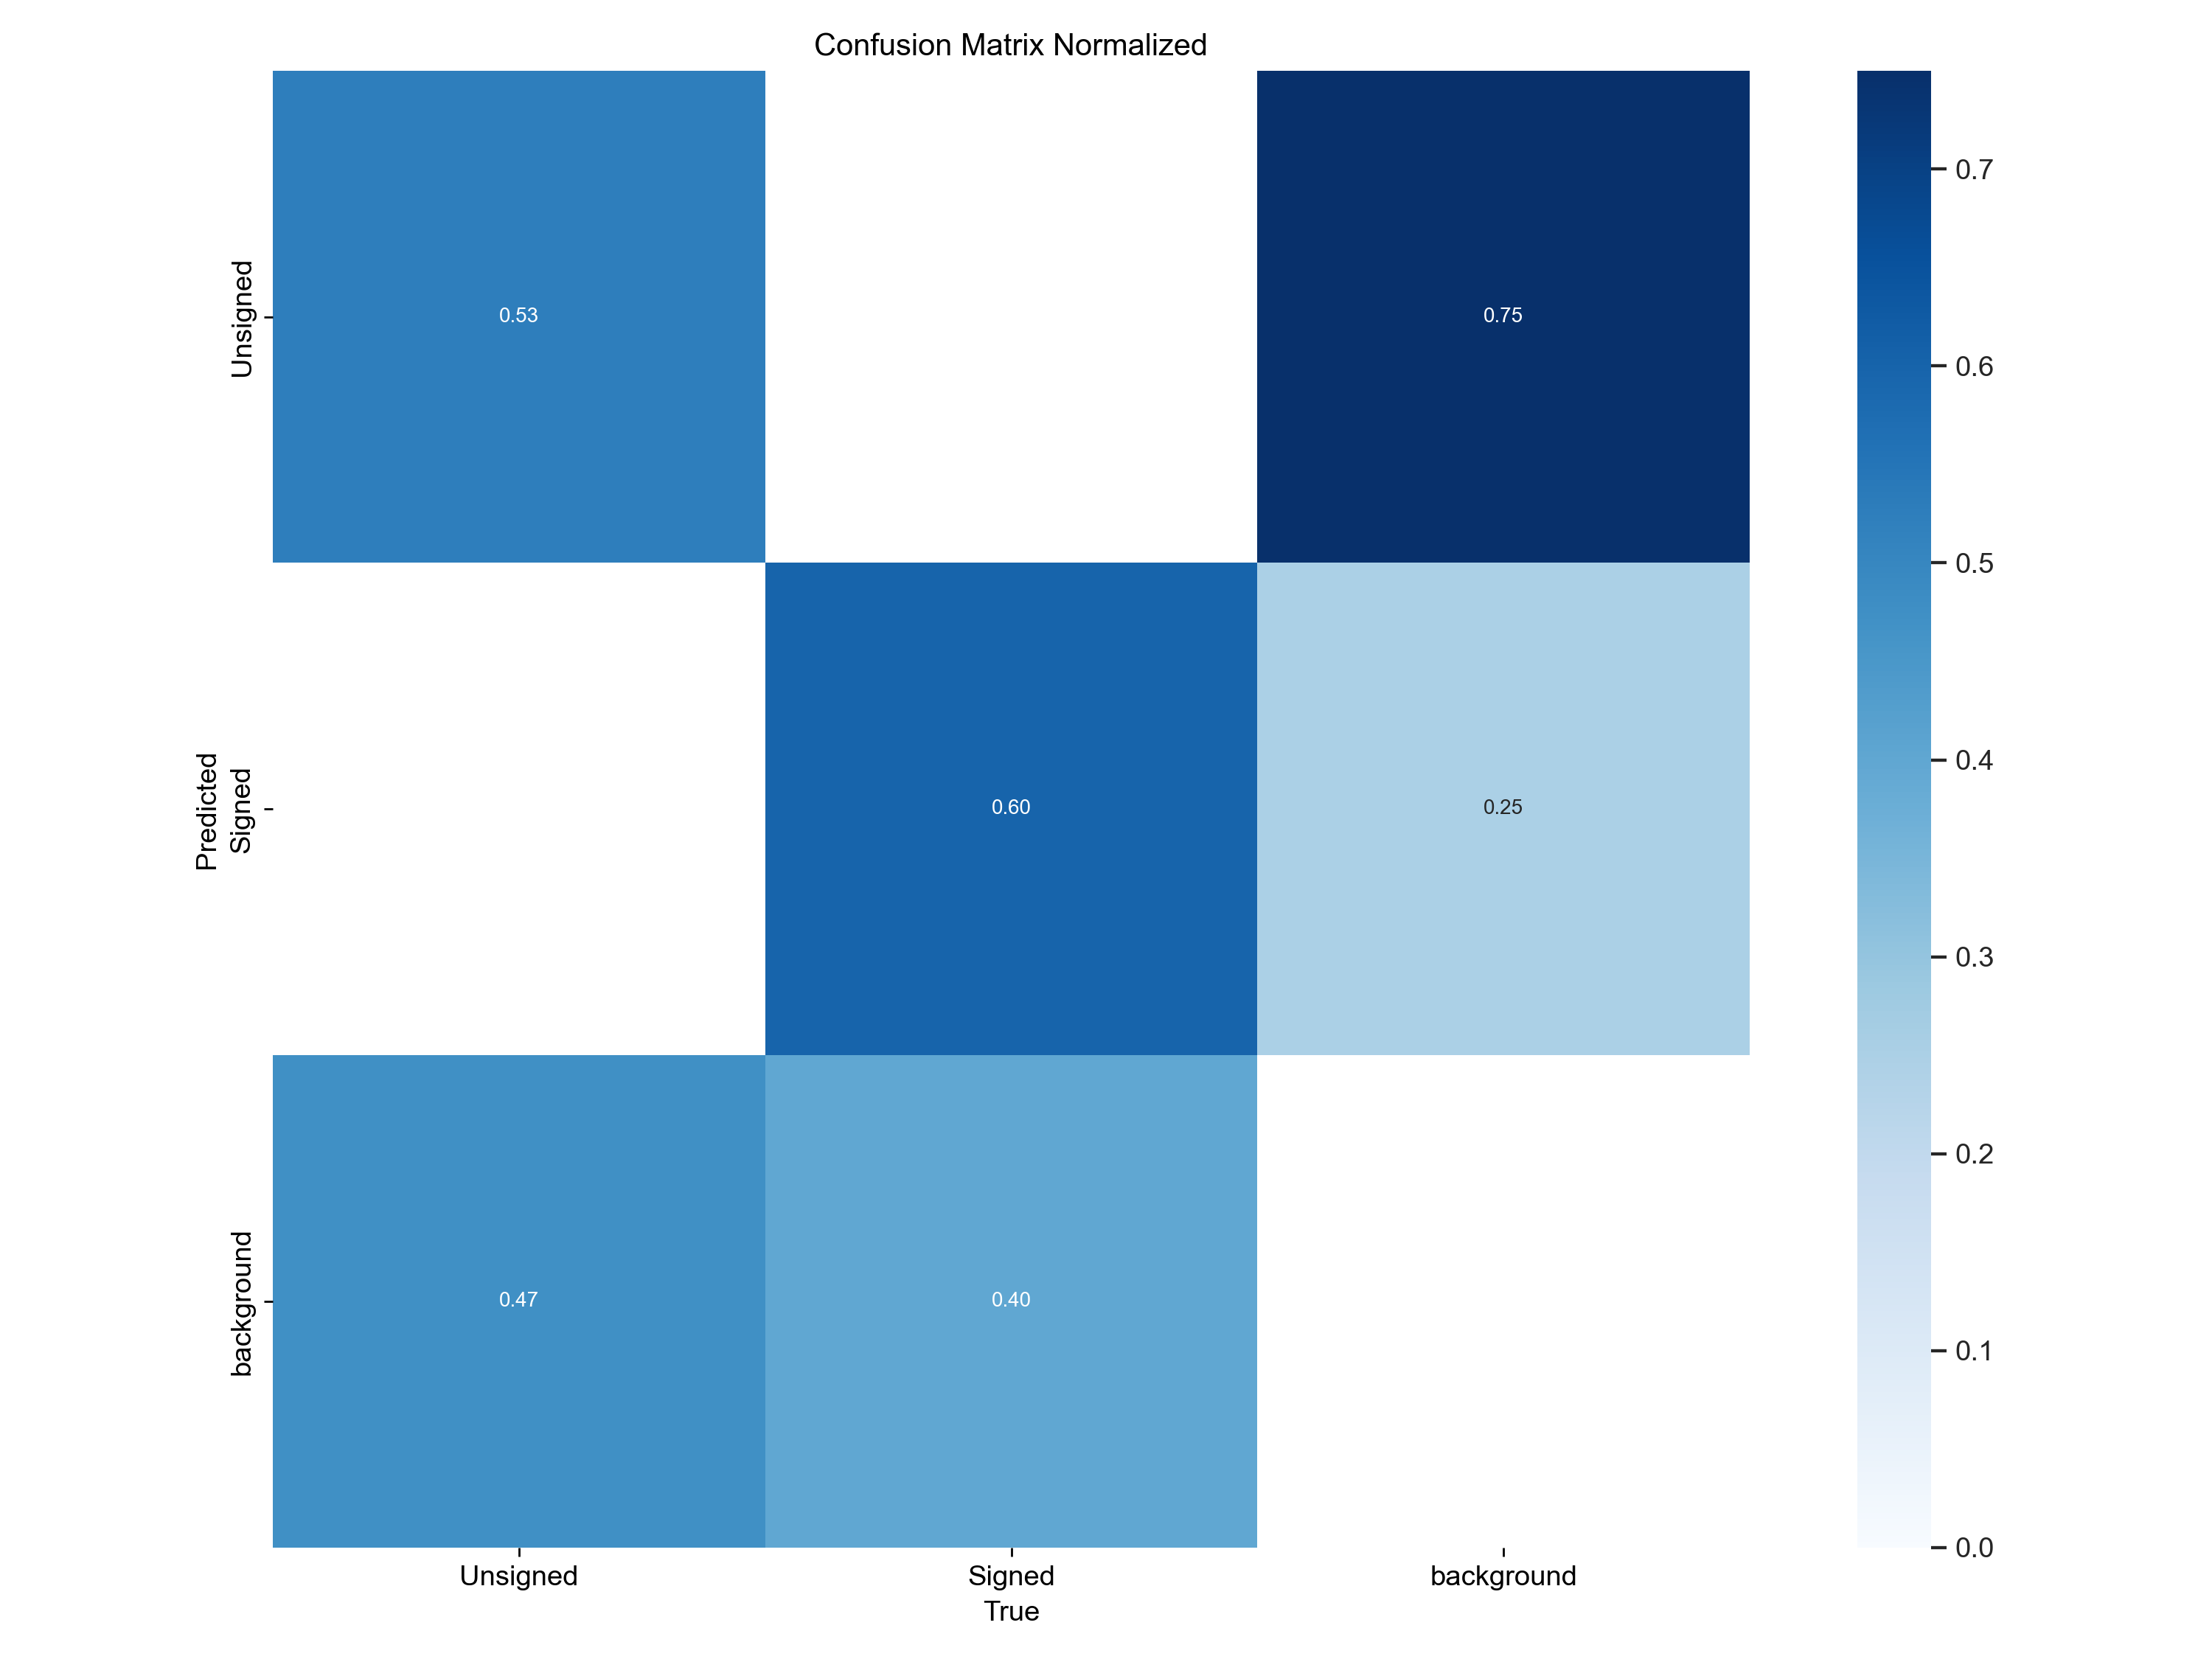 Confusion Matrix Normalized
Unsigned
0.53
0.75
Predicted
Signed
0.60
0.25
background
0.47
0.40
Unsigned
Signed
background
True
0.7
0.6
0.5
0.4
0.3
0.2
0.1
0.0